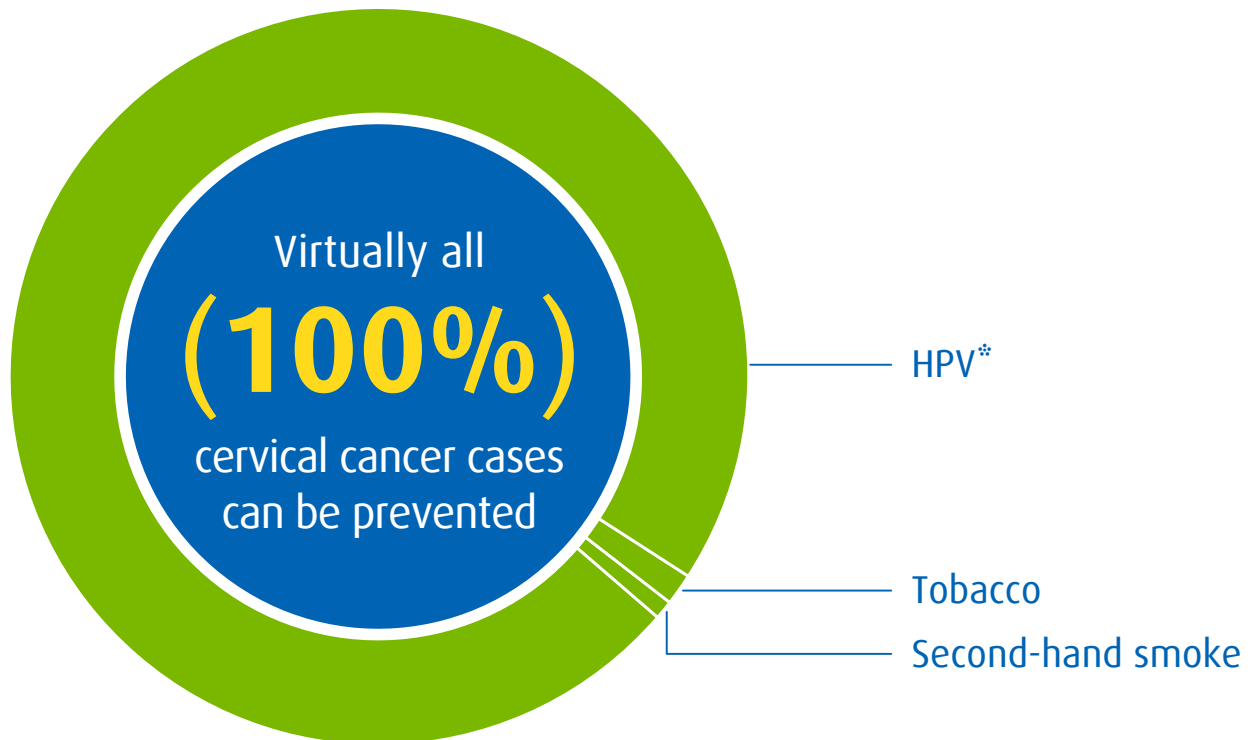 Virtually all
(100%)
cervical cancer cases
can be prevented
HPV*
Tobacco
Second-hand smoke